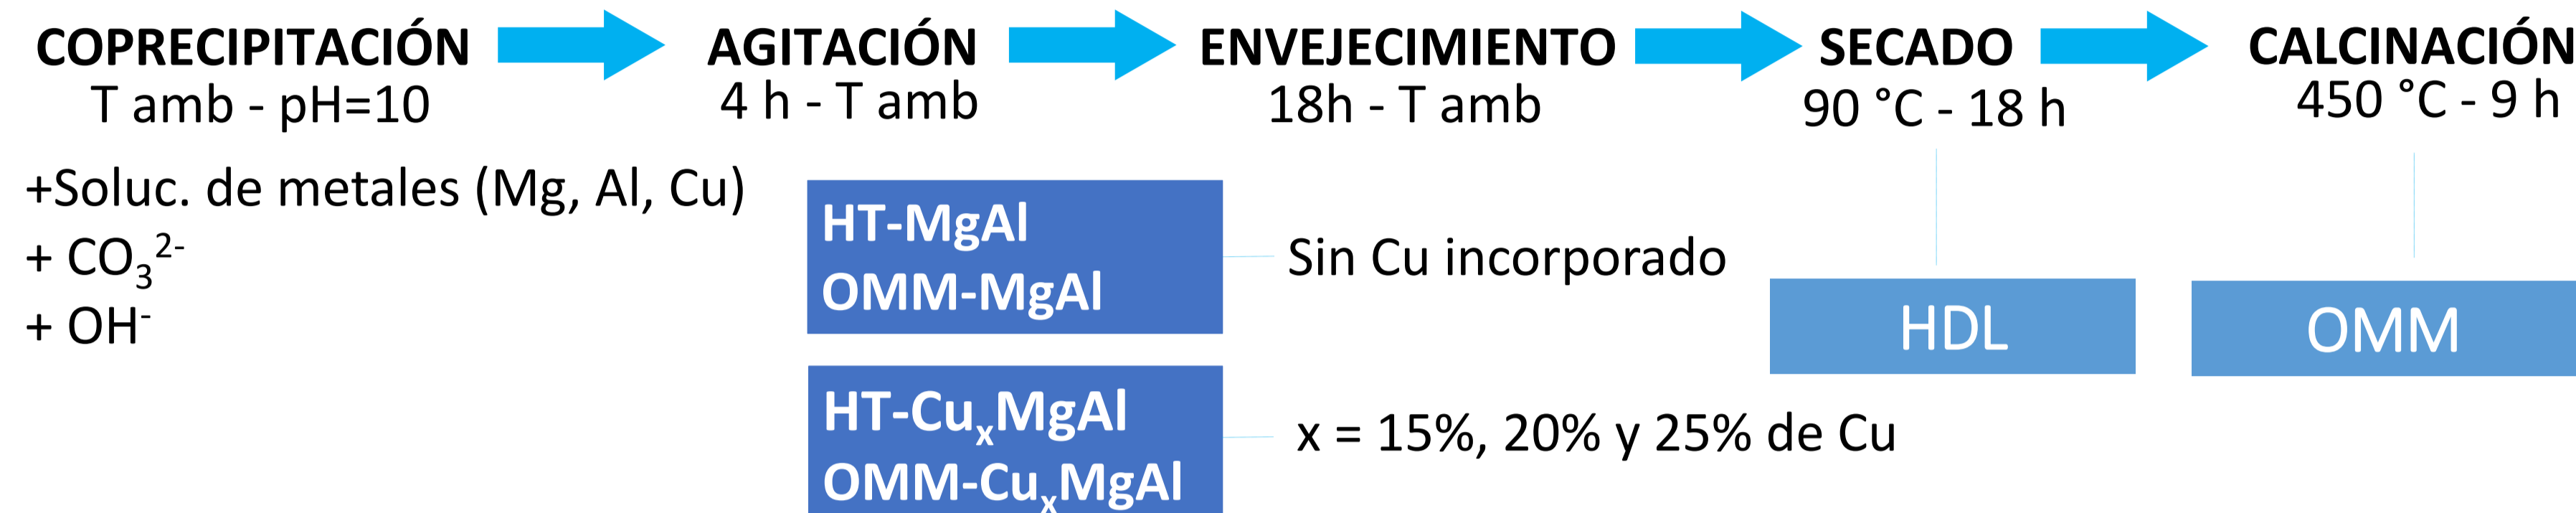 COPRECIPITACIÓN
T amb - pH=10
AGITACIÓN
4 h - T amb
ENVEJECIMIENTO
18h - T amb
SECADO
90 °C - 18 h
CALCINACIÓN
450 °C - 9 h
+Soluc. de metales (Mg, Al, Cu)
+ CO₃²⁻
+ OH⁻
HT-MgAl
OMM-MgAl
Sin Cu incorporado
HT-CuₓMgAl
OMM-CuₓMgAl
x = 15%, 20% y 25% de Cu
HDL
OMM